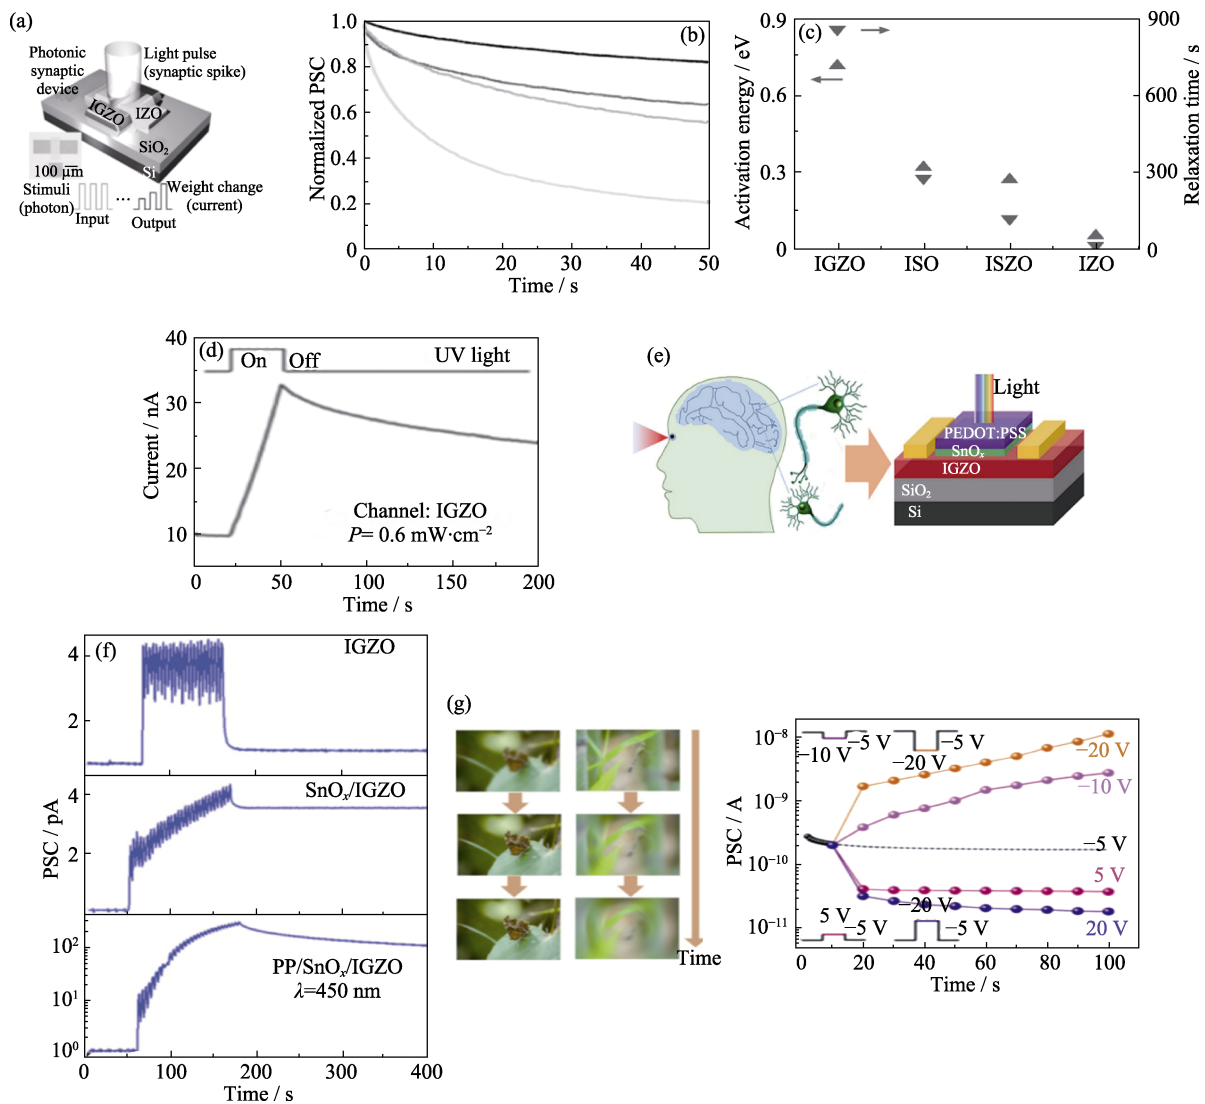 (a)
Photonic
synaptic
device
Light pulse
(synaptic spike)
IGZO
IZO
SiO2
Si
100 μm
Stimuli
(photon)
Input
...
Output
Weight change
(current)
(b)
Normalized PSC
1.0
0.8
0.6
0.4
0.2
0
0
10
20
30
40
50
Time / s
(c)
Activation energy / eV
0.9
0.6
0.3
0
900
600
300
0
Relaxation time / s
IGZO
ISO
ISZO
IZO
(d)
On
Off
UV light
Current / nA
40
30
20
10
Channel: IGZO
P= 0.6 mW·cm−2
0
50
100
150
200
Time / s
(e)
Light
PEDOT:PSS
SnOx
IGZO
SiO2
Si
(f)
IGZO
4
2
SnOx/IGZO
4
2
PSC / pA
PP/SnOx/IGZO
λ=450 nm
10²
10¹
10⁰
0
100
200
300
400
Time / s
(g)
Time
PSC / A
10−8
10−9
10−10
10−11
−10 V
−5 V
−20 V
−5 V
−20 V
−10 V
−5 V
5 V
20 V
5 V
−5 V
−20 V
−5 V
0
20
40
60
80
100
Time / s